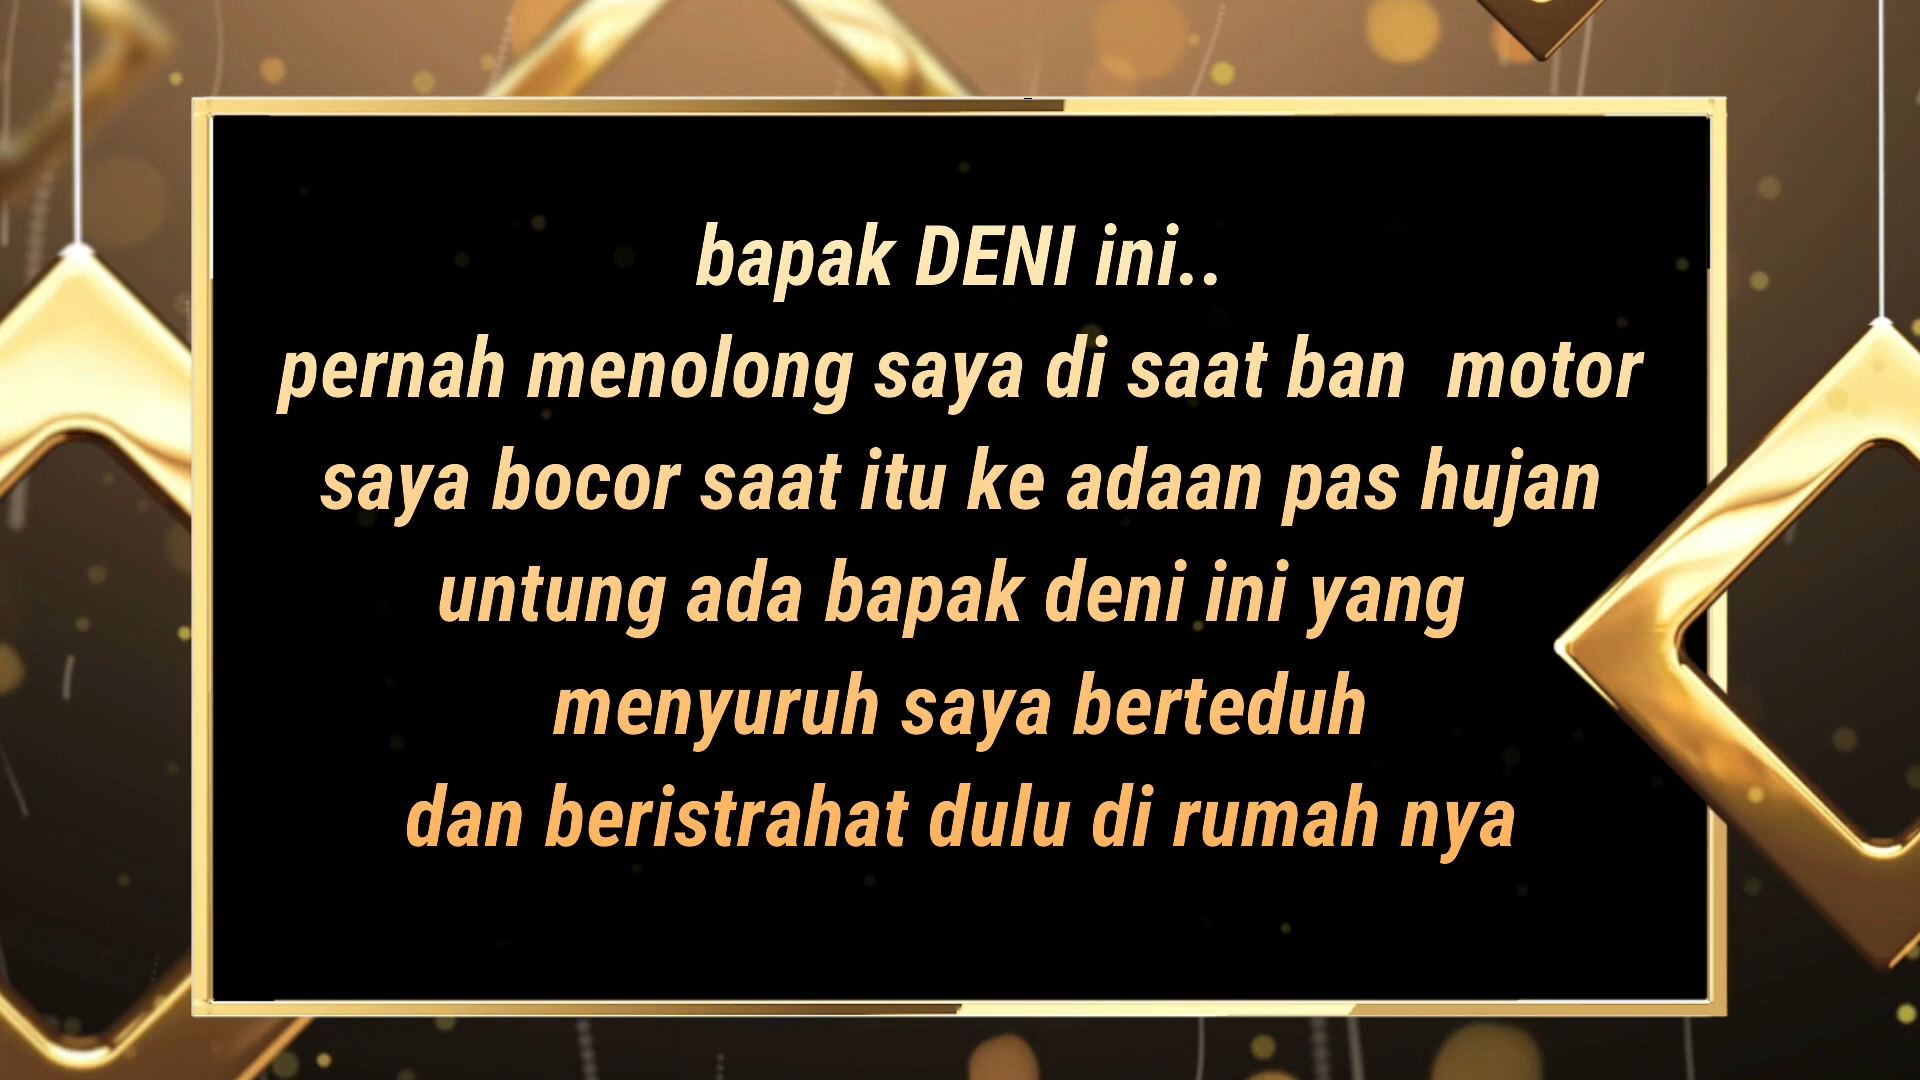 bapak DENI ini..
pernah menolong saya di saat ban  motor
saya bocor saat itu ke adaan pas hujan
untung ada bapak deni ini yang
menyuruh saya berteduh
dan beristrahat dulu di rumah nya